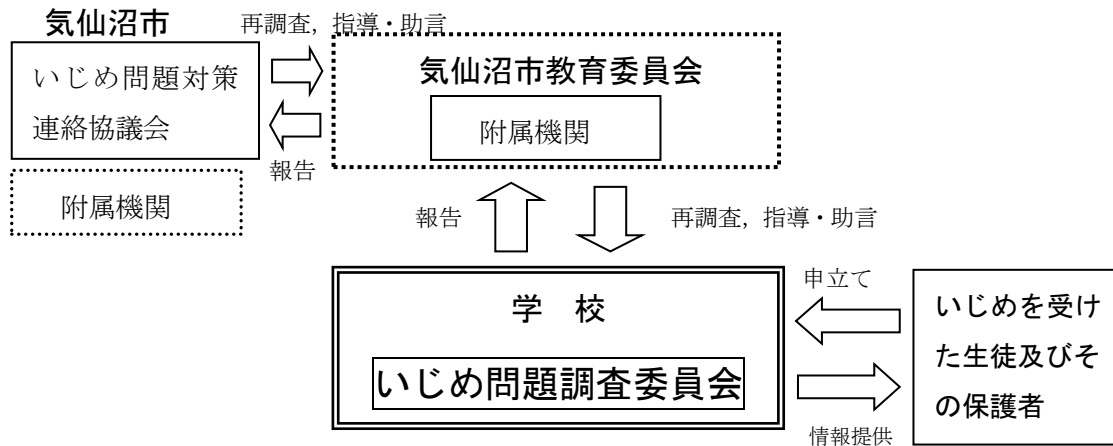 気仙沼市
再調査，指導・助言
いじめ問題対策
連絡協議会
気仙沼市教育委員会
附属機関
報告
附属機関
報告
再調査，指導・助言
学　校
いじめ問題調査委員会
申立て
いじめを受け
た生徒及びそ
の保護者
情報提供